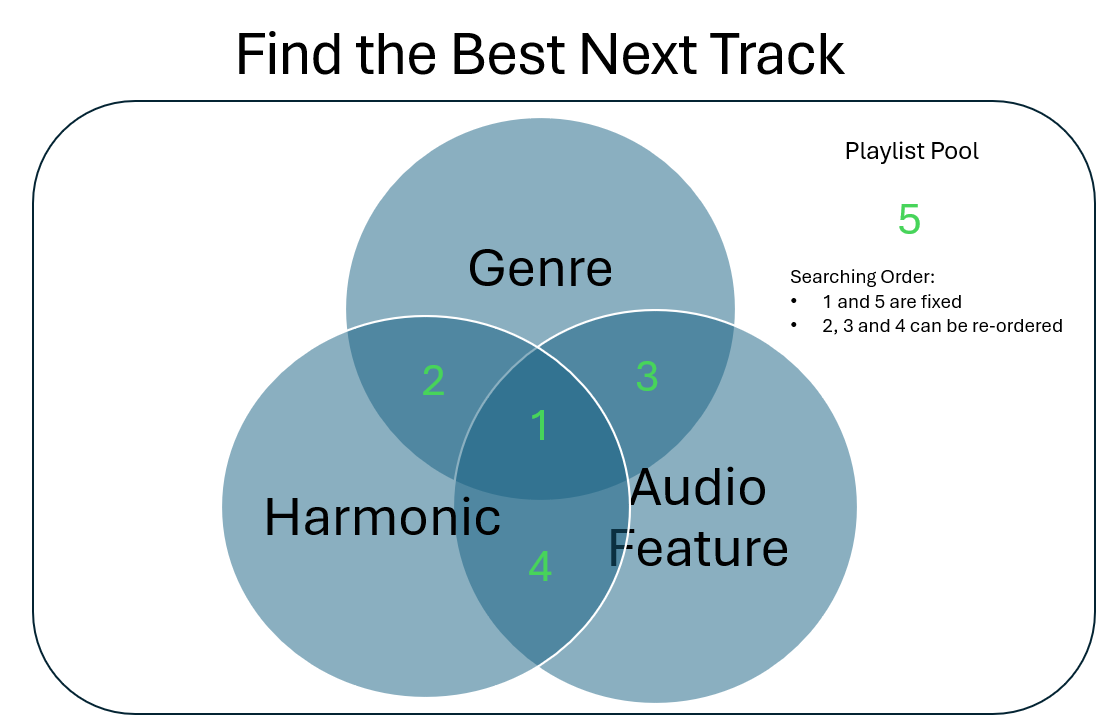 Find the Best Next Track
Playlist Pool
5
Searching Order:
• 1 and 5 are fixed
• 2, 3 and 4 can be re-ordered
Genre
2
3
1
Harmonic
Audio
Feature
4